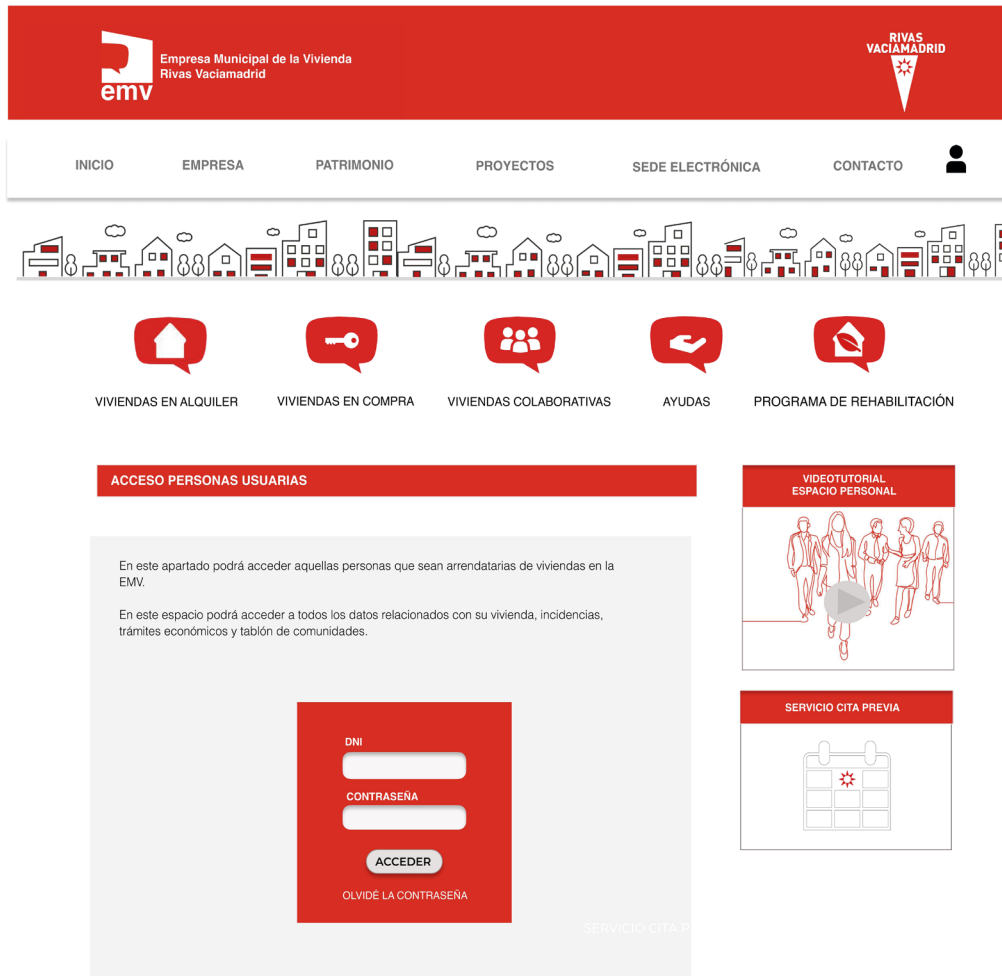 emv
Empresa Municipal de la Vivienda
Rivas Vaciamadrid
RIVAS
VACIAMADRID
INICIO
EMPRESA
PATRIMONIO
PROYECTOS
SEDE ELECTRÓNICA
CONTACTO
VIVIENDAS EN ALQUILER
VIVIENDAS EN COMPRA
VIVIENDAS COLABORATIVAS
AYUDAS
PROGRAMA DE REHABILITACIÓN
ACCESO PERSONAS USUARIAS
En este apartado podrá acceder aquellas personas que sean arrendatarias de viviendas en la
EMV.
En este espacio podrá acceder a todos los datos relacionados con su vivienda, incidencias,
trámites económicos y tablón de comunidades.
DNI
CONTRASEÑA
ACCEDER
OLVIDÉ LA CONTRASEÑA
SERVICIO CITA P
VIDEOTUTORIAL
ESPACIO PERSONAL
SERVICIO CITA PREVIA